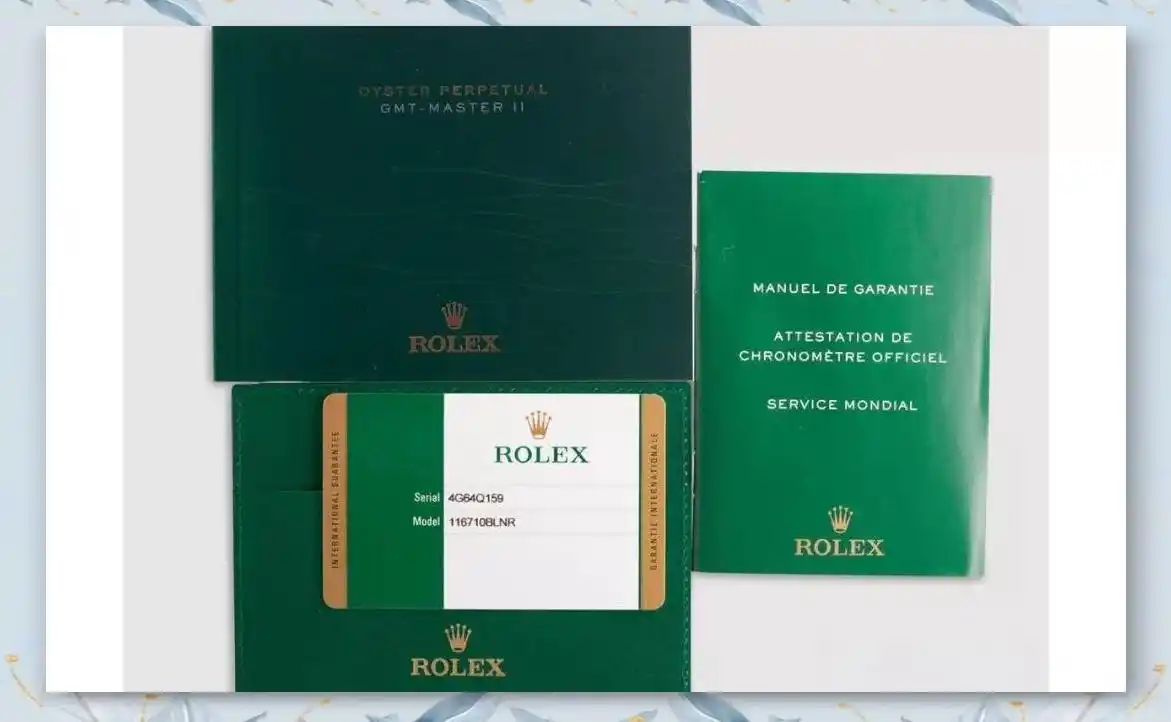 OYSTER PERPETUAL
GMT-MASTER II
ROLEX
MANUEL DE GARANTIE
ATTESTATION DE
CHRONOMÈTRE OFFICIEL
SERVICE MONDIAL
ROLEX
INTERNATIONAL GUARANTEE
ROLEX
Serial 4G64Q159
Model 116710BLNR
GARANTIE INTERNATIONALE
ROLEX